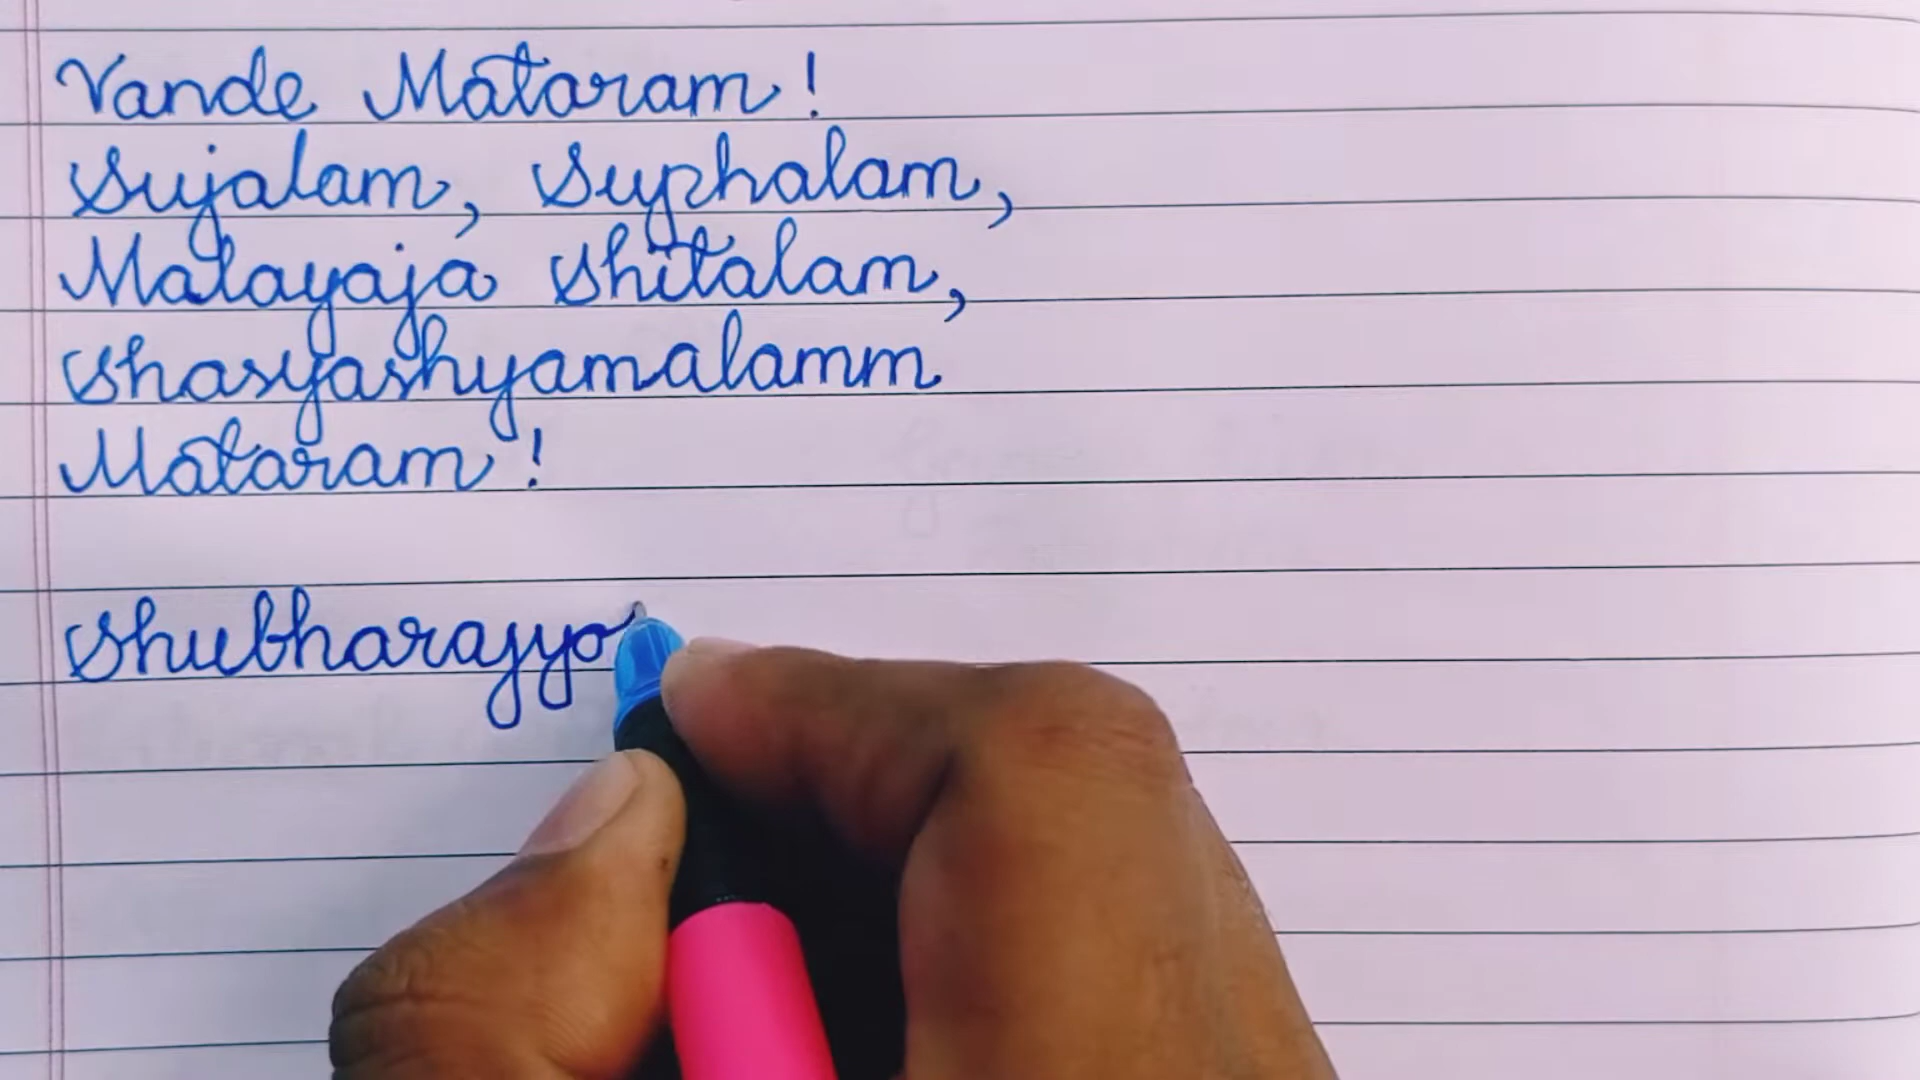 Vande Mataram!
Sujalam, Suphalam,
Malayaja Shitalam,
Shasyashyamalamm
Mataram!
Shubharajyo